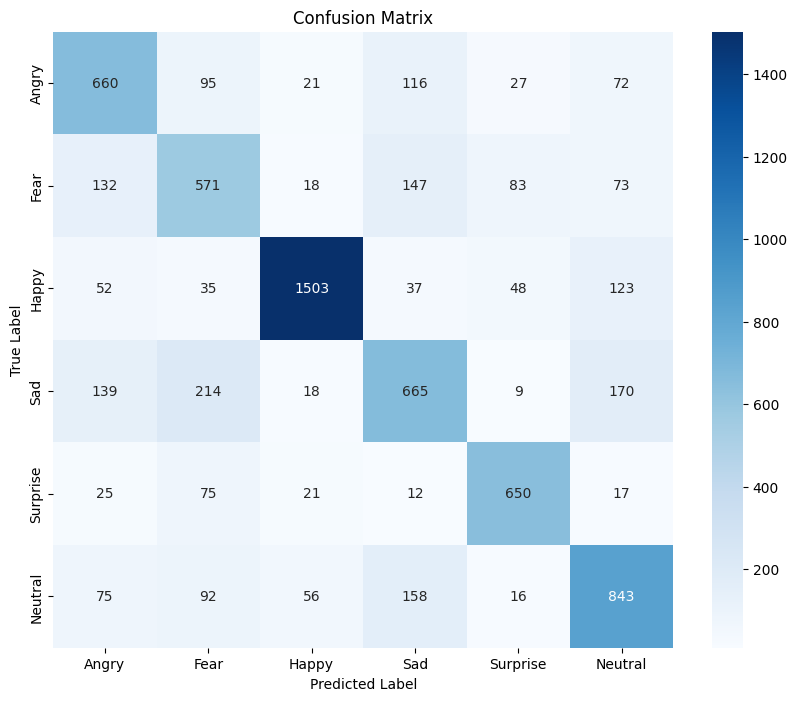 Confusion Matrix
Angry 660 95 21 116 27 72
Fear 132 571 18 147 83 73
Happy 52 35 1503 37 48 123
Sad 139 214 18 665 9 170
Surprise 25 75 21 12 650 17
Neutral 75 92 56 158 16 843
Angry Fear Happy Sad Surprise Neutral
Predicted Label
True Label
1400
1200
1000
800
600
400
200